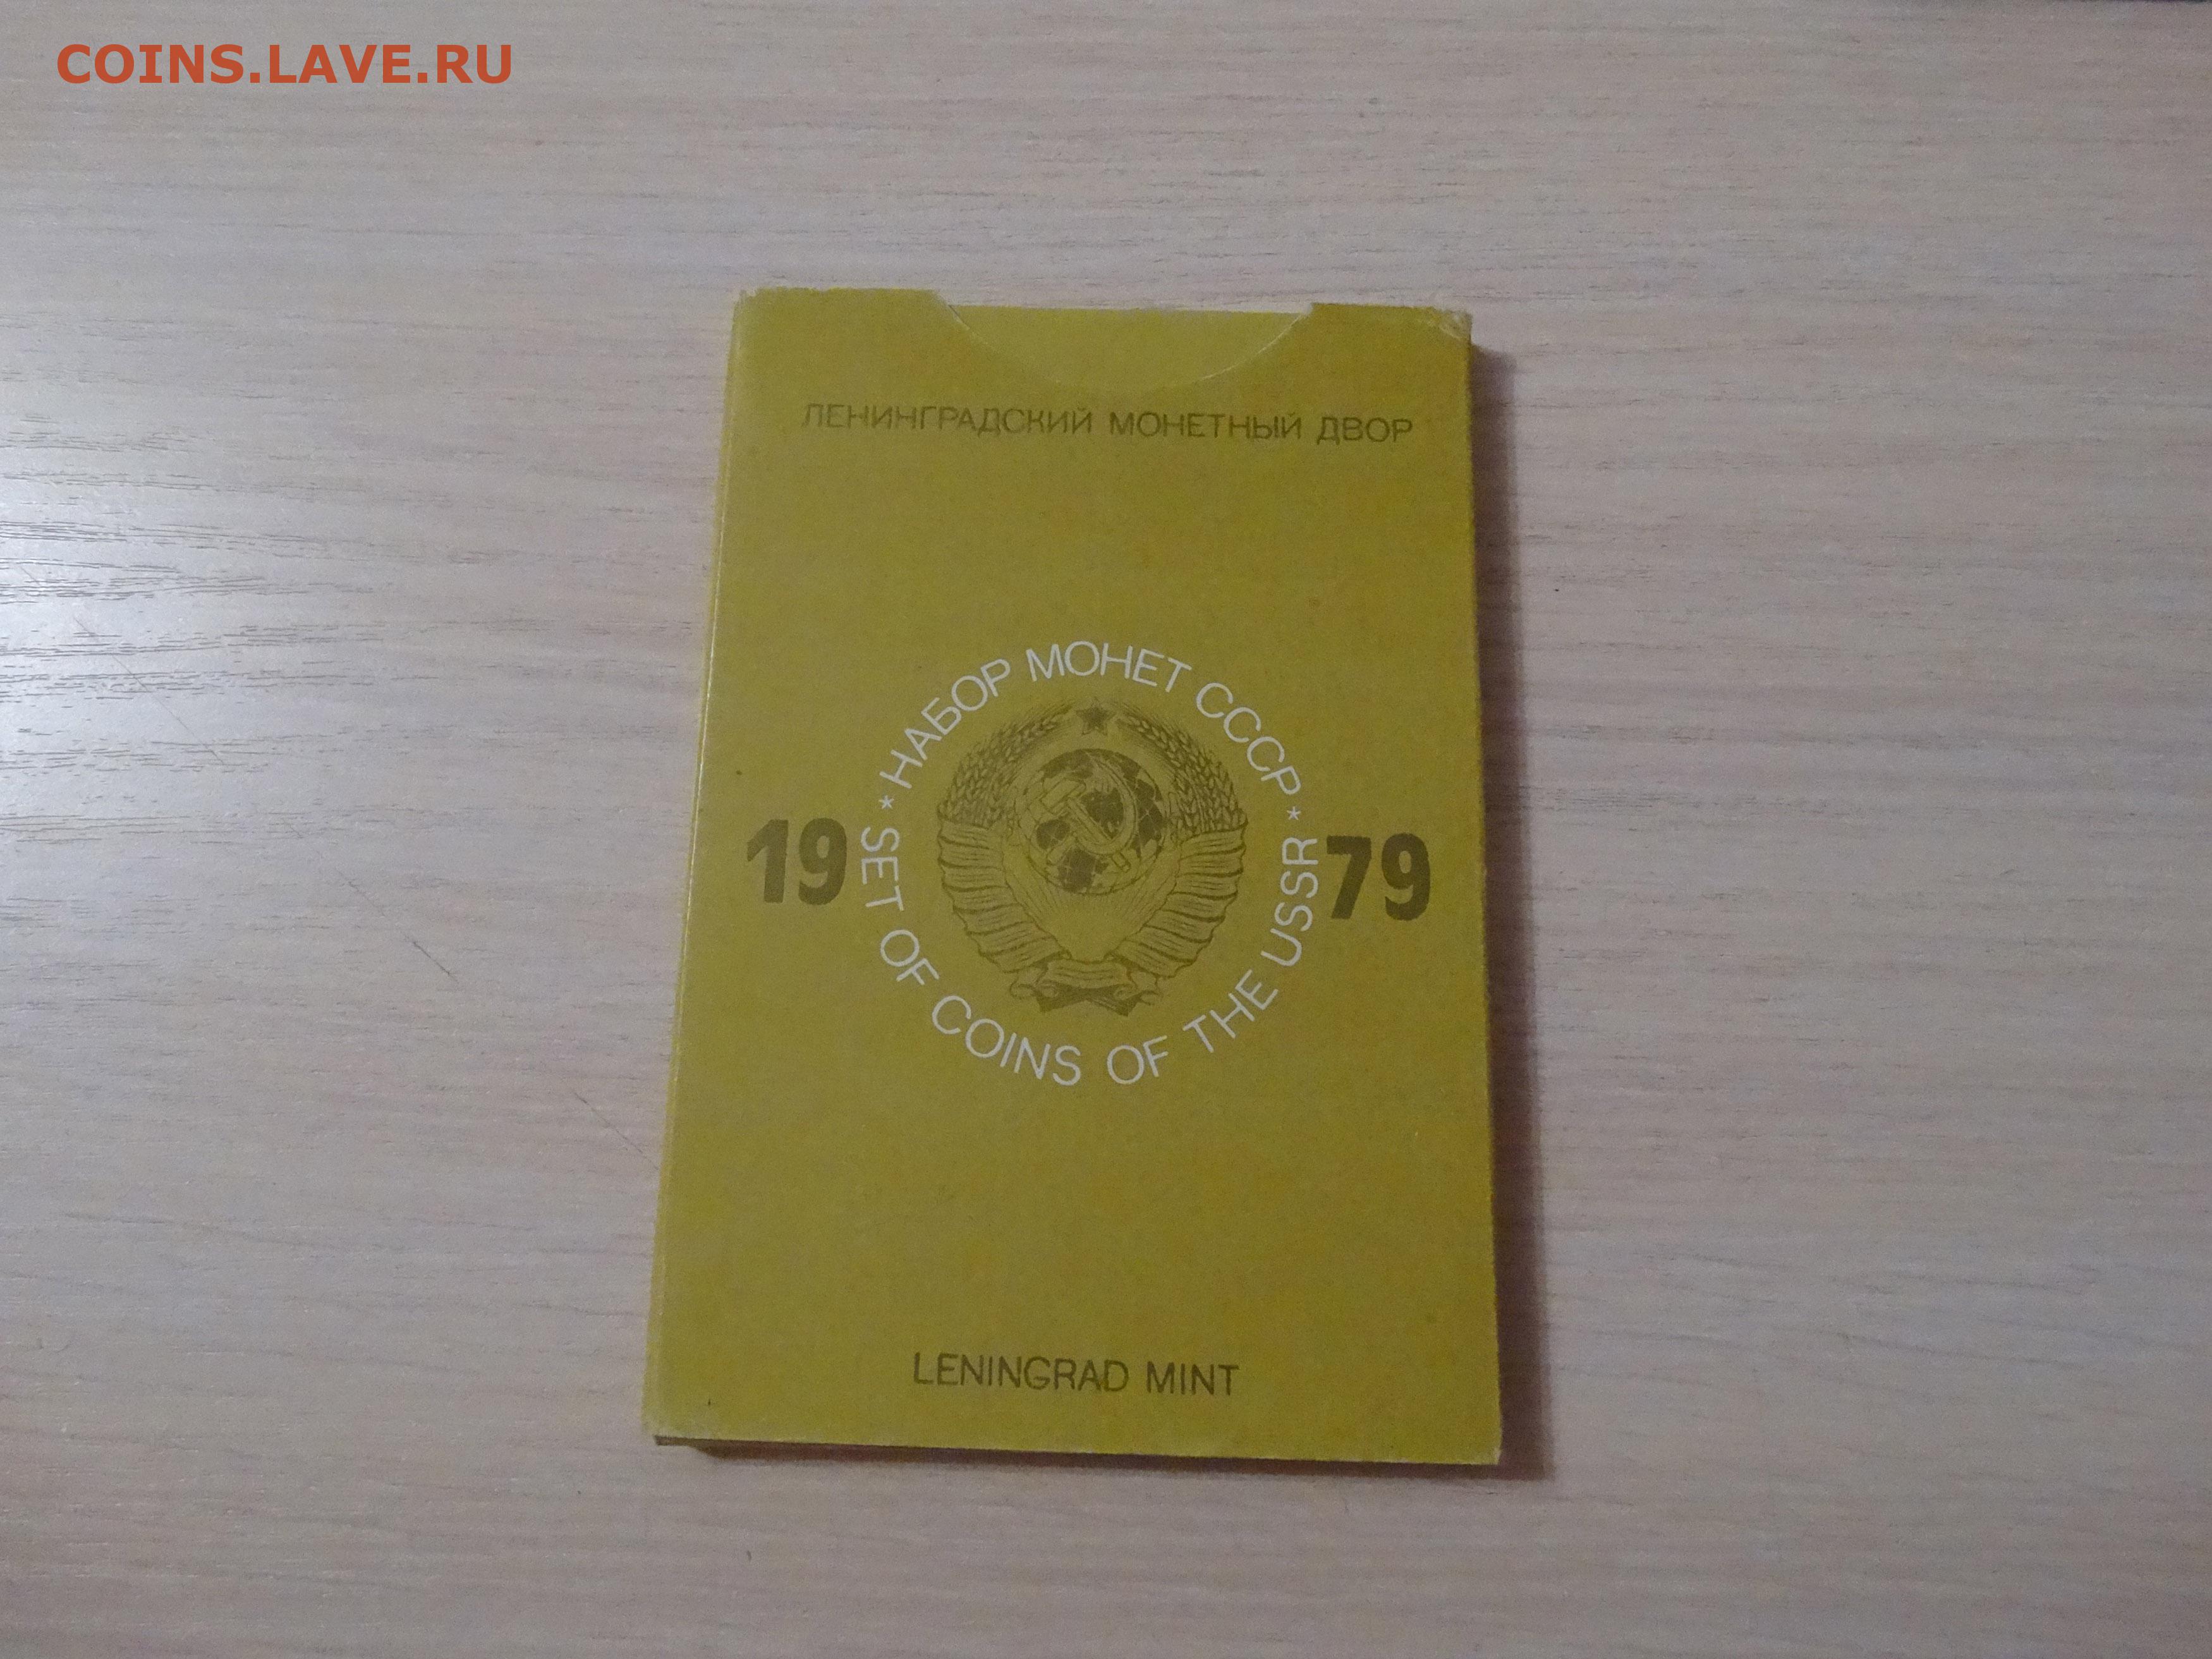 COINS.LAVE.RU
ЛЕНИНГРАДСКИЙ МОНЕТНЫЙ ДВОР
* НАБОР МОНЕТ СССР *
19 79
SET OF COINS OF THE USSR
LENINGRAD MINT